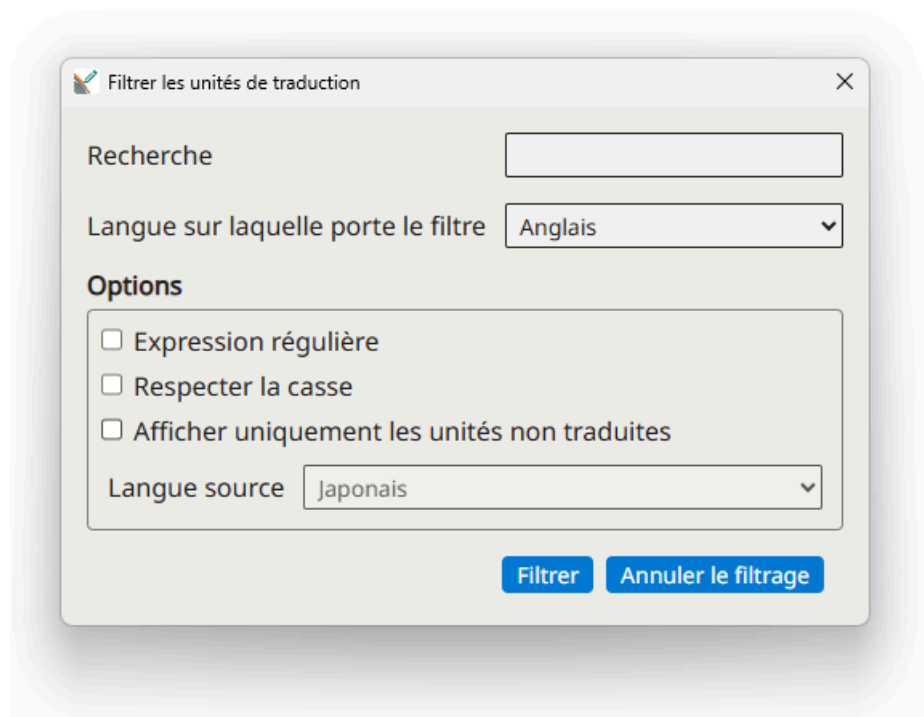 Filtrer les unités de traduction
Recherche
Langue sur laquelle porte le filtre Anglais
Options
Expression régulière
Respecter la casse
Afficher uniquement les unités non traduites
Langue source Japonais
Filtrer Annuler le filtrage